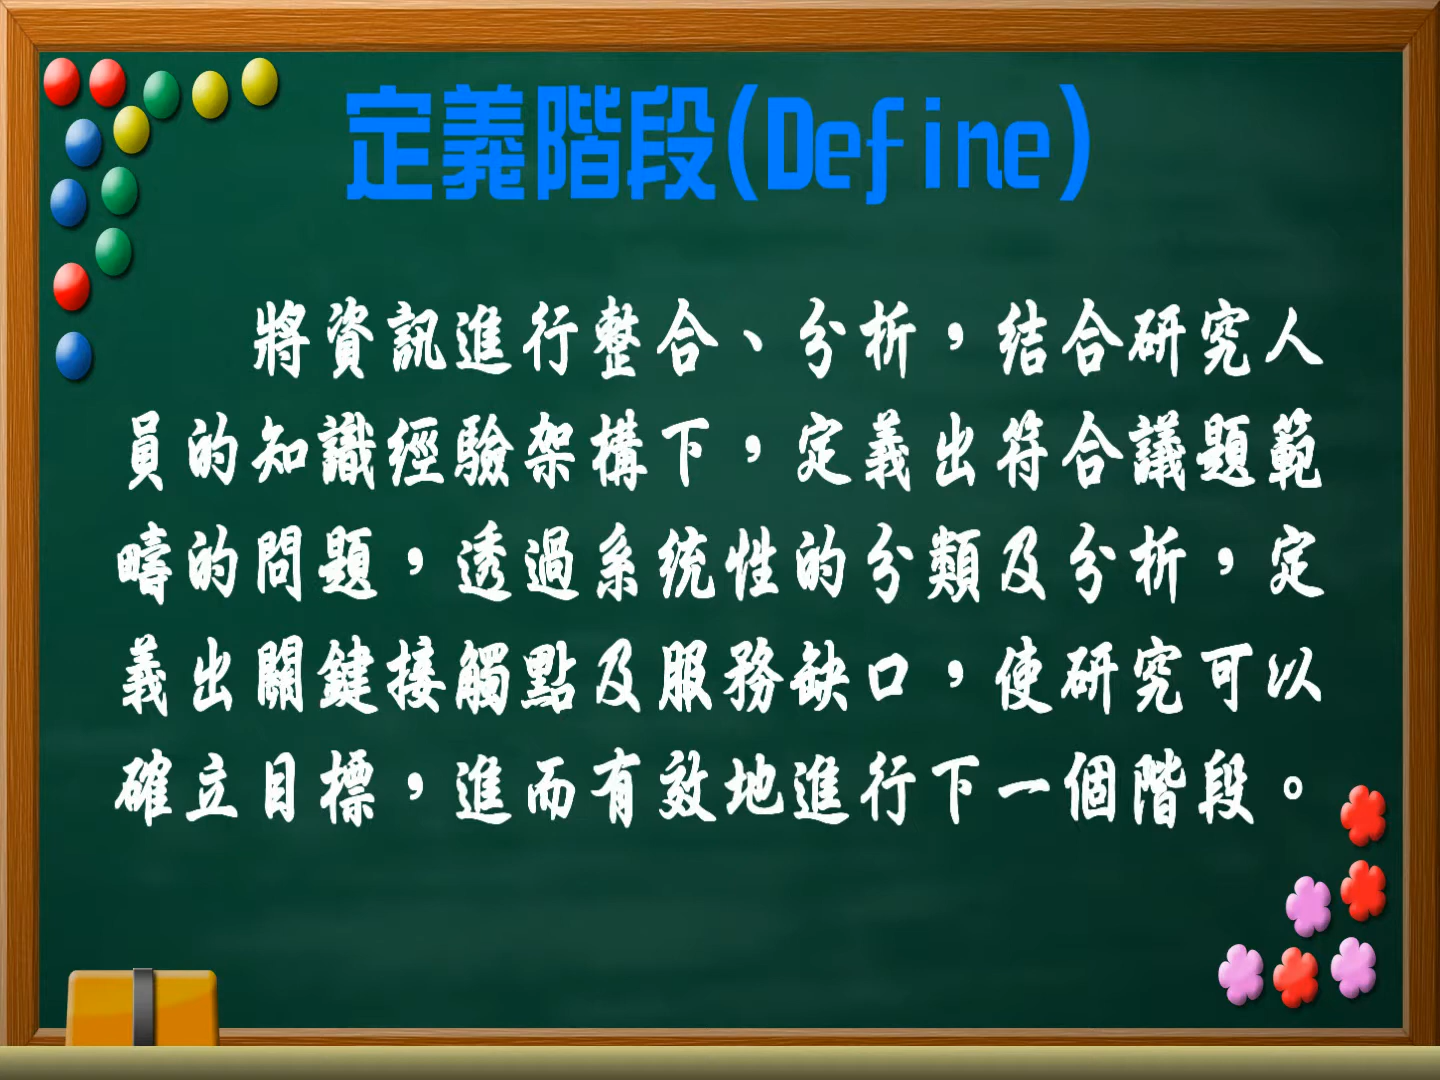 定義階段(Define)
將資訊進行整合、分析，結合研究人
員的知識經驗架構下，定義出符合議題範
疇的問題，透過系統性的分類及分析，定
義出關鍵接觸點及服務缺口，使研究可以
確立目標，進而有效地進行下一個階段。